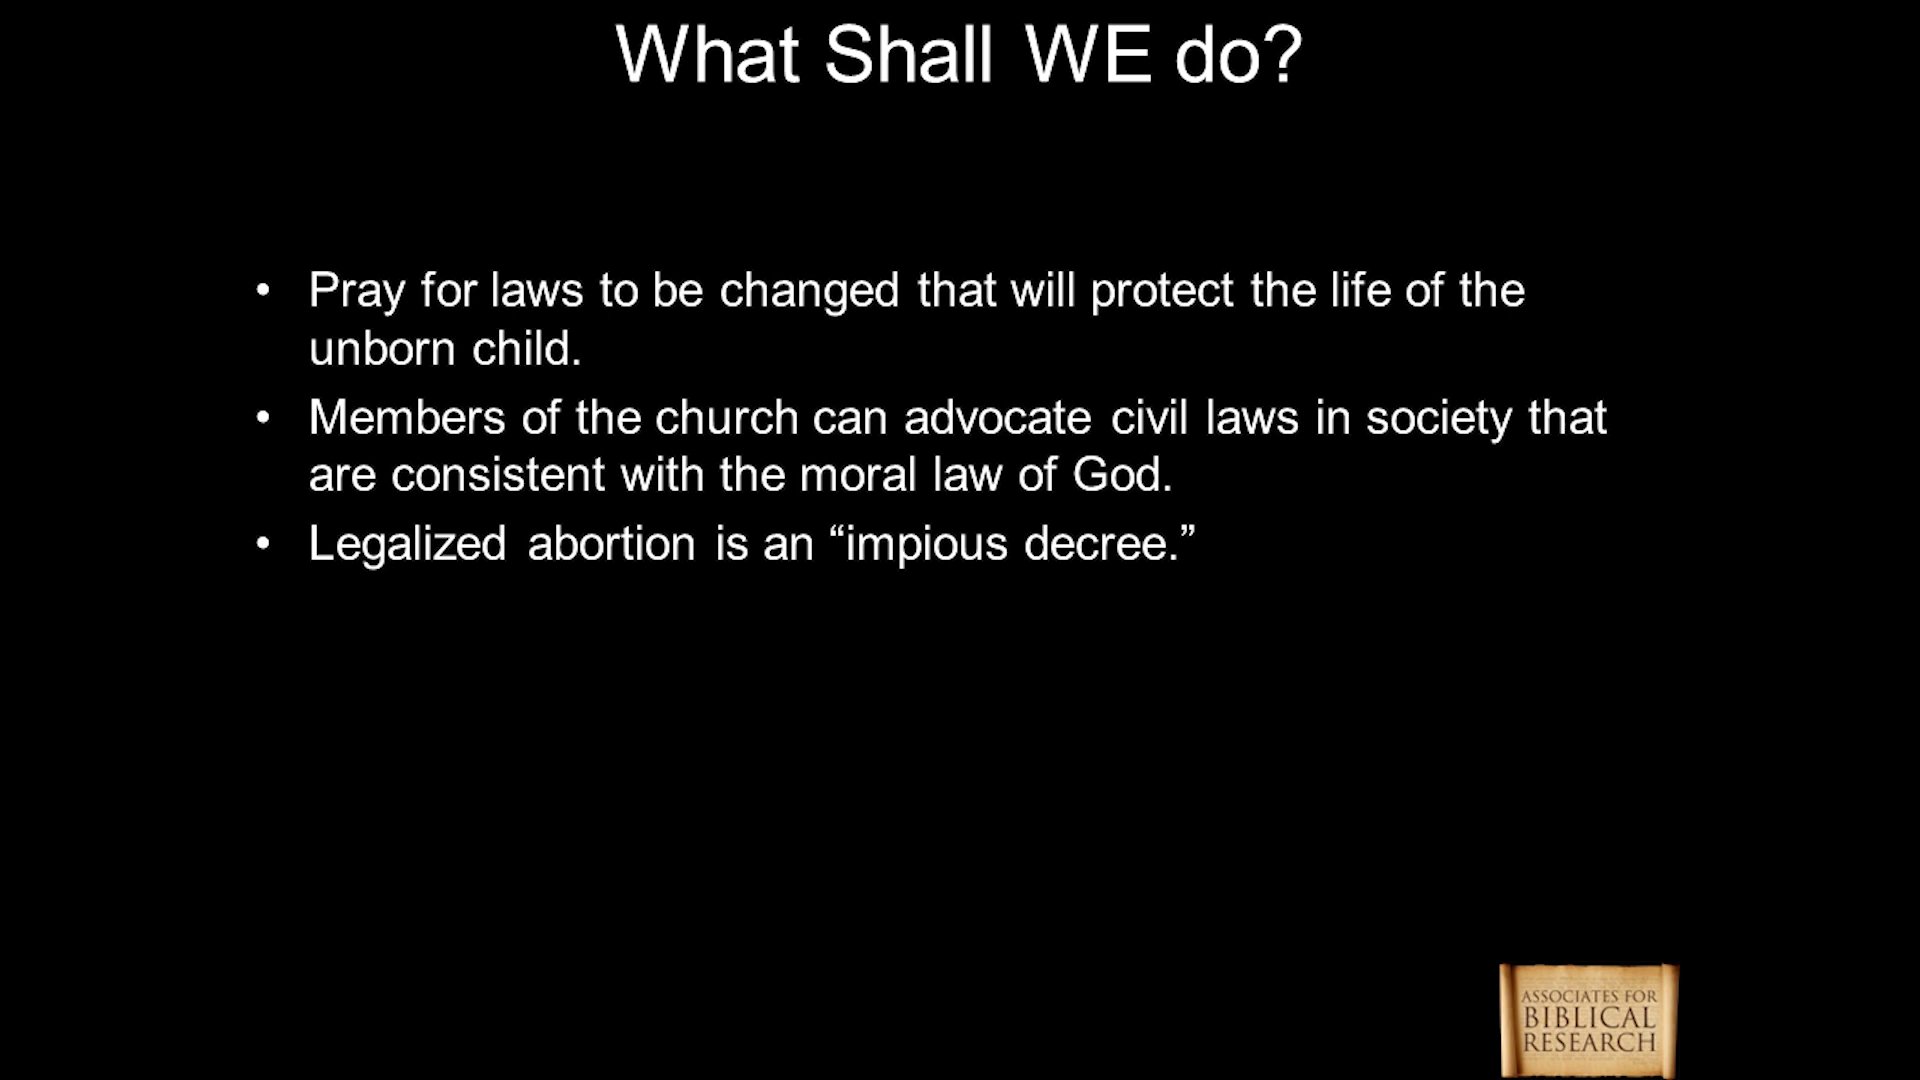 What Shall WE do?
• Pray for laws to be changed that will protect the life of the
unborn child.
• Members of the church can advocate civil laws in society that
are consistent with the moral law of God.
• Legalized abortion is an “impious decree.”
ASSOCIATES FOR
BIBLICAL
RESEARCH